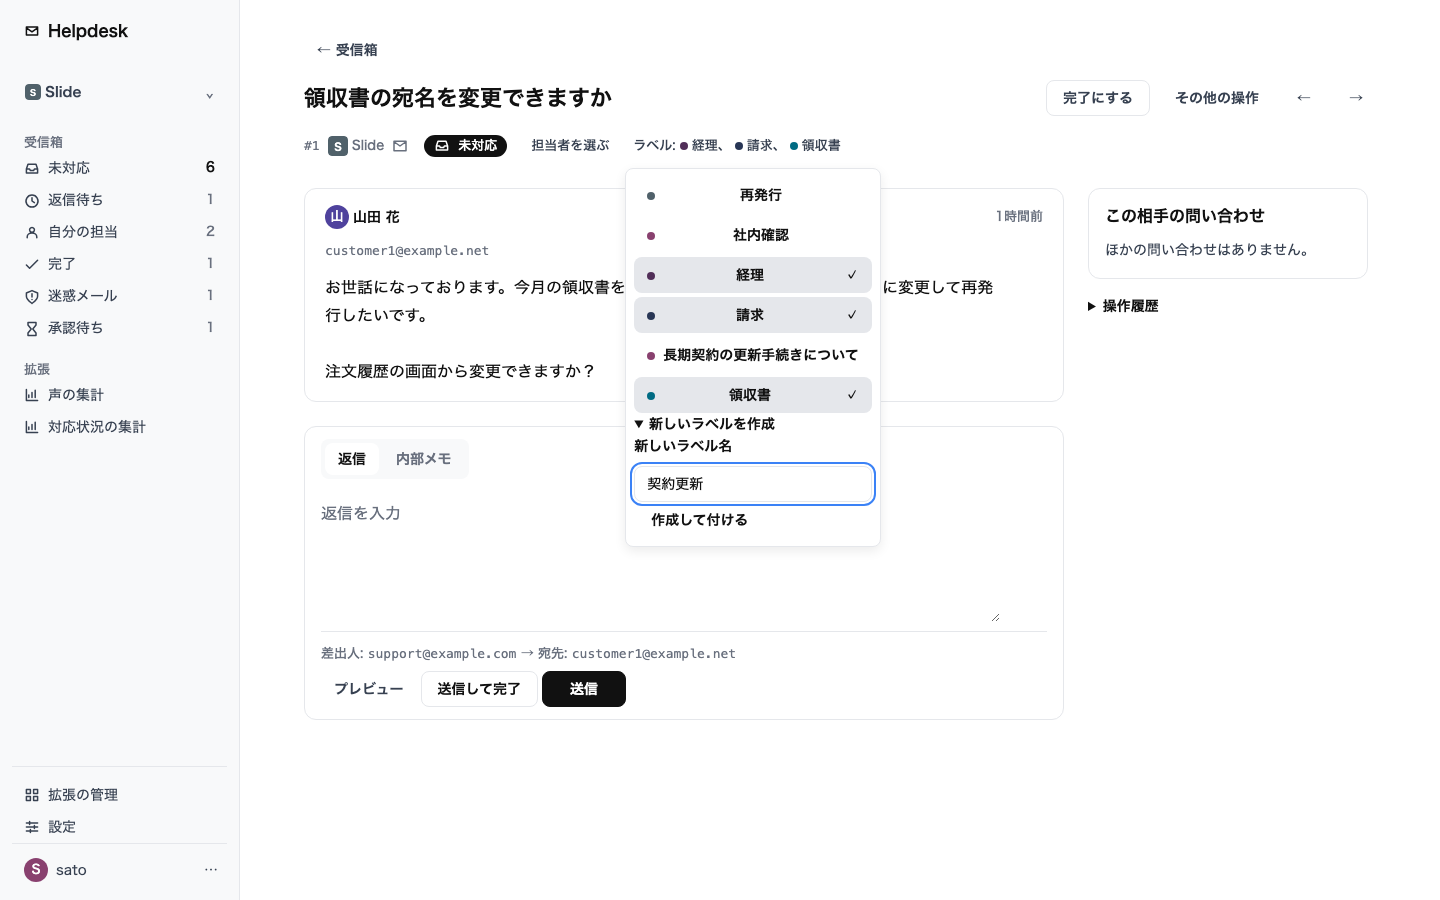 Helpdesk
S Slide
受信箱
未対応 6
返信待ち 1
自分の担当 2
完了 1
迷惑メール 1
承認待ち 1
拡張
声の集計
対応状況の集計
拡張の管理
設定
S sato ...
← 受信箱
領収書の宛名を変更できますか
完了にする その他の操作 ← →
#1 S Slide 未対応 担当者を選ぶ ラベル: 経理、 請求、 領収書
山 山田 花 1時間前
customer1@example.net
お世話になっております。今月の領収書を に変更して再発
行したいです。
注文履歴の画面から変更できますか？
再発行
社内確認
経理 ✓
請求 ✓
長期契約の更新手続きについて
領収書 ✓
▼ 新しいラベルを作成
新しいラベル名
契約更新
作成して付ける
返信 内部メモ
返信を入力
差出人: support@example.com → 宛先: customer1@example.net
プレビュー 送信して完了 送信
この相手の問い合わせ
ほかの問い合わせはありません。
▶ 操作履歴